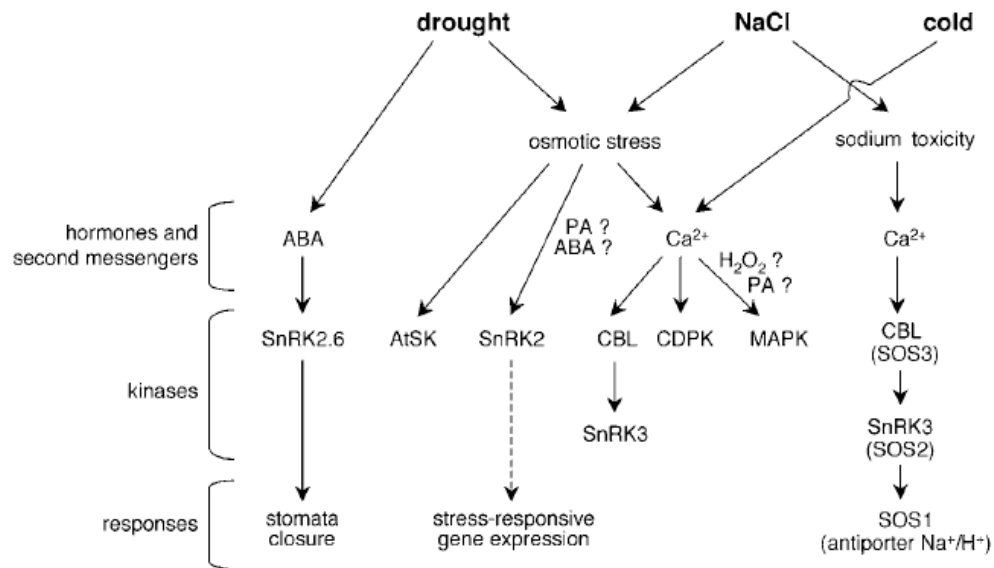 drought NaCl cold
osmotic stress sodium toxicity
hormones and
second messengers
ABA
PA ?
ABA ?
Ca²⁺
H₂O₂ ?
PA ?
Ca²⁺
kinases
SnRK2.6 AtSK SnRK2 CBL CDPK MAPK
CBL
(SOS3)
SnRK3
SnRK3
(SOS2)
responses
stomata
closure
stress-responsive
gene expression
SOS1
(antiporter Na⁺/H⁺)